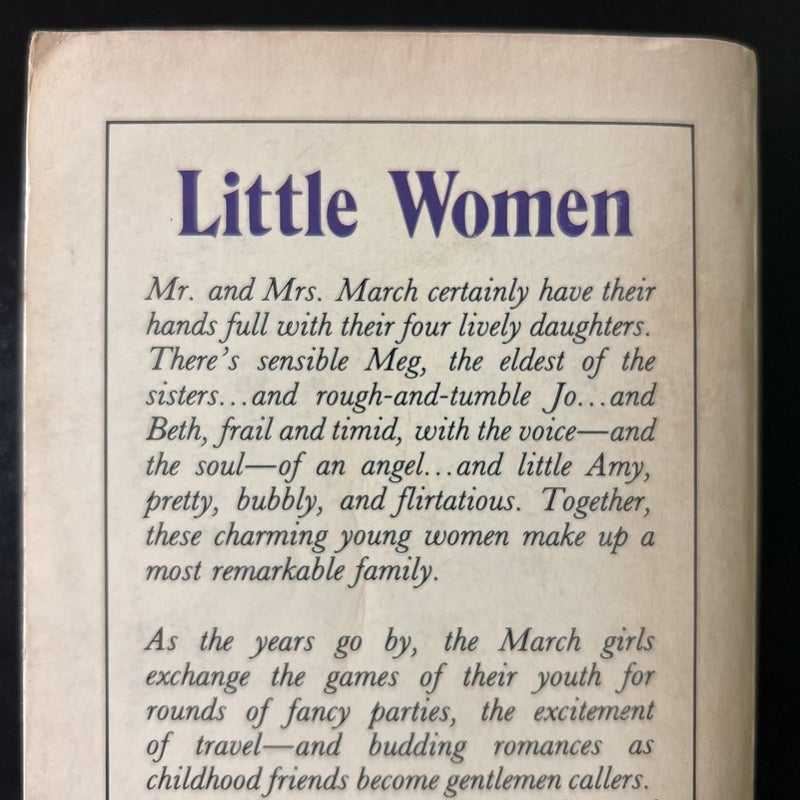 Little Women
Mr. and Mrs. March certainly have their
hands full with their four lively daughters.
There's sensible Meg, the eldest of the
sisters...and rough-and-tumble Jo...and
Beth, frail and timid, with the voice—and
the soul—of an angel...and little Amy,
pretty, bubbly, and flirtatious. Together,
these charming young women make up a
most remarkable family.
As the years go by, the March girls
exchange the games of their youth for
rounds of fancy parties, the excitement
of travel—and budding romances as
childhood friends become gentlemen callers.